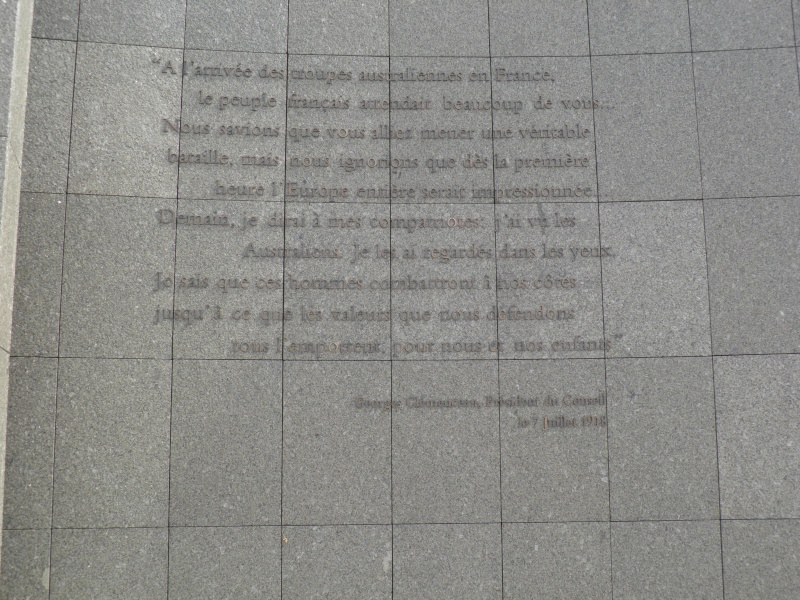 “A l'arrivée des troupes australiennes en France,
le peuple français attendait beaucoup de vous...
Nous savions que vous alliez mener une véritable
bataille, mais nous ignorions que dès la première
heure l'Europe entière serait impressionnée...
Demain, je dirai à mes compatriotes: j'ai vu les
Australiens. Je les ai regardés dans les yeux.
Je sais que ces hommes combattront à nos côtés
jusqu'à ce que les valeurs que nous défendons
tous l'emportent, pour nous et nos enfants”
Georges Clémenceau, Président du Conseil
le 7 Juillet 1918